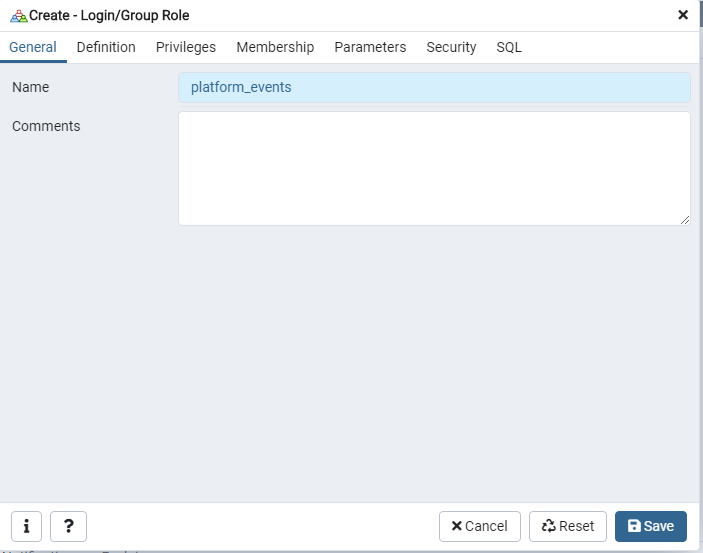 Create - Login/Group Role
General Definition Privileges Membership Parameters Security SQL
Name platform_events
Comments
Cancel Reset Save